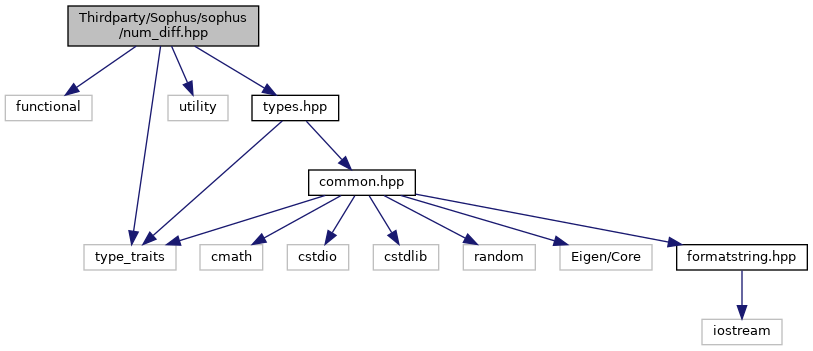 Thirdparty/Sophus/sophus
/num_diff.hpp
functional
utility
types.hpp
common.hpp
type_traits
cmath
cstdio
cstdlib
random
Eigen/Core
formatstring.hpp
iostream